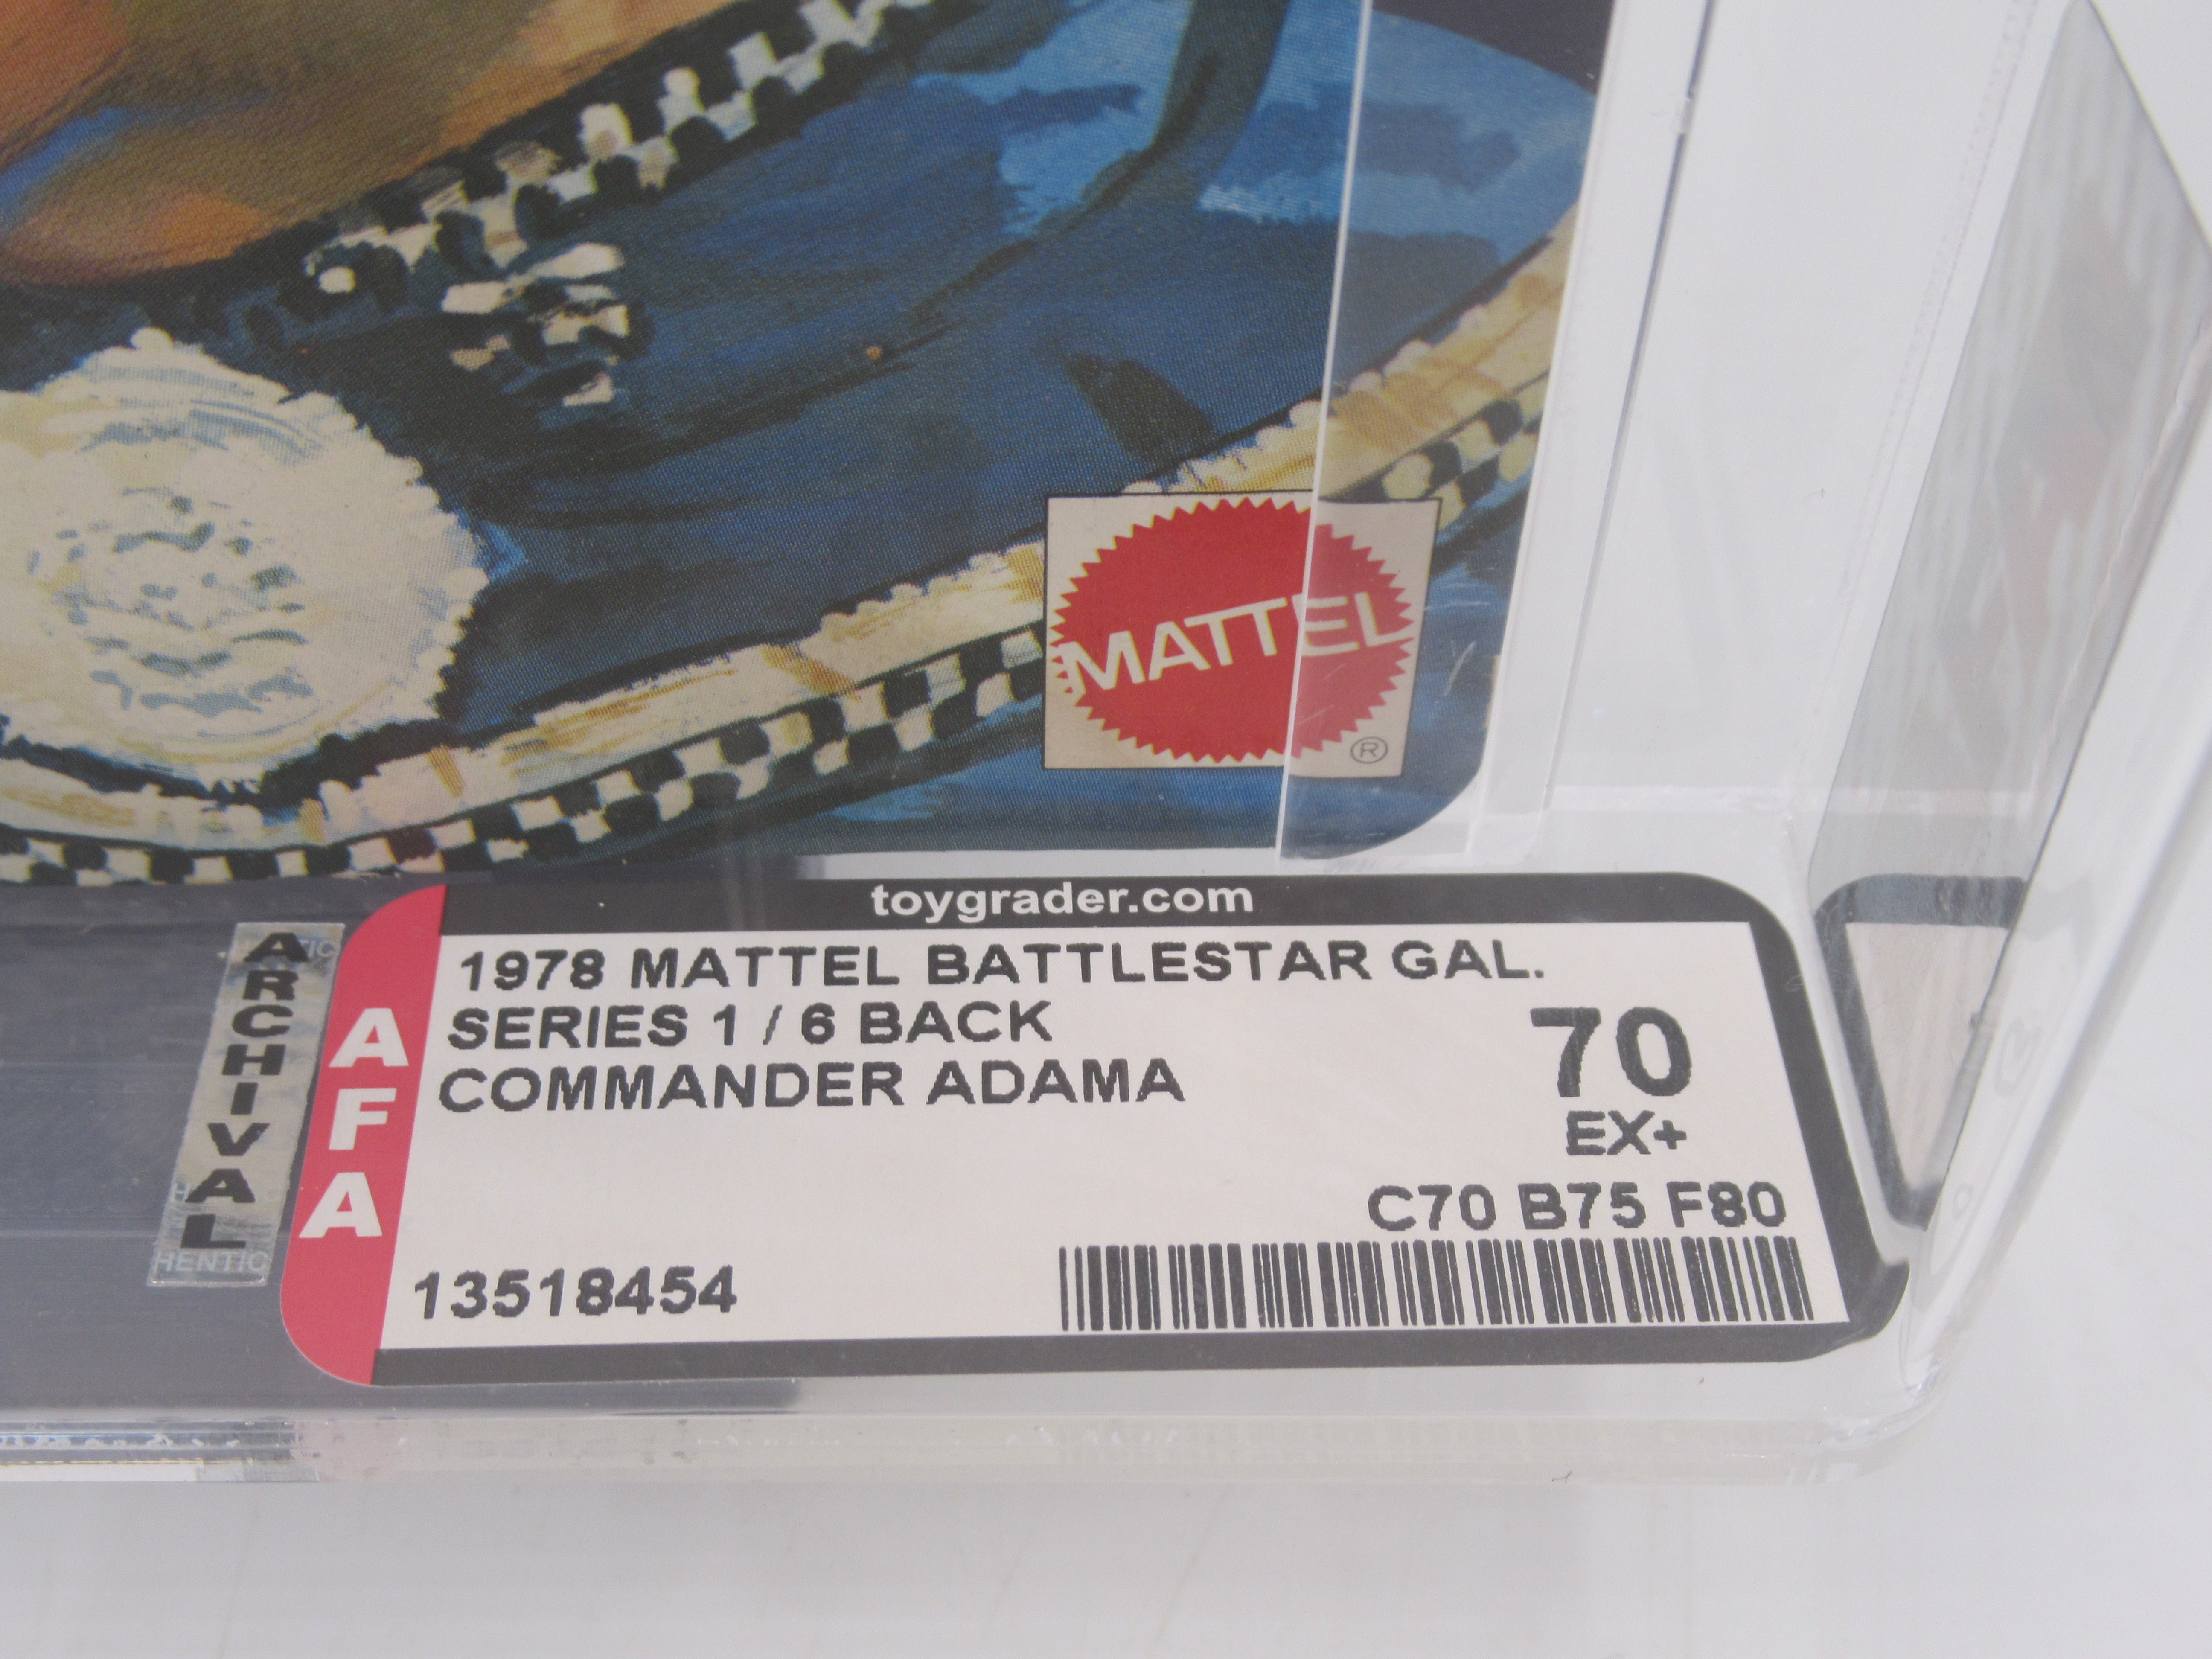 MATTEL
®
toygrader.com
ARCHIVAL
AFA
1978 MATTEL BATTLESTAR GAL.
SERIES 1 / 6 BACK
COMMANDER ADAMA
70
EX+
C70 B75 F80
13518454
HENTIC